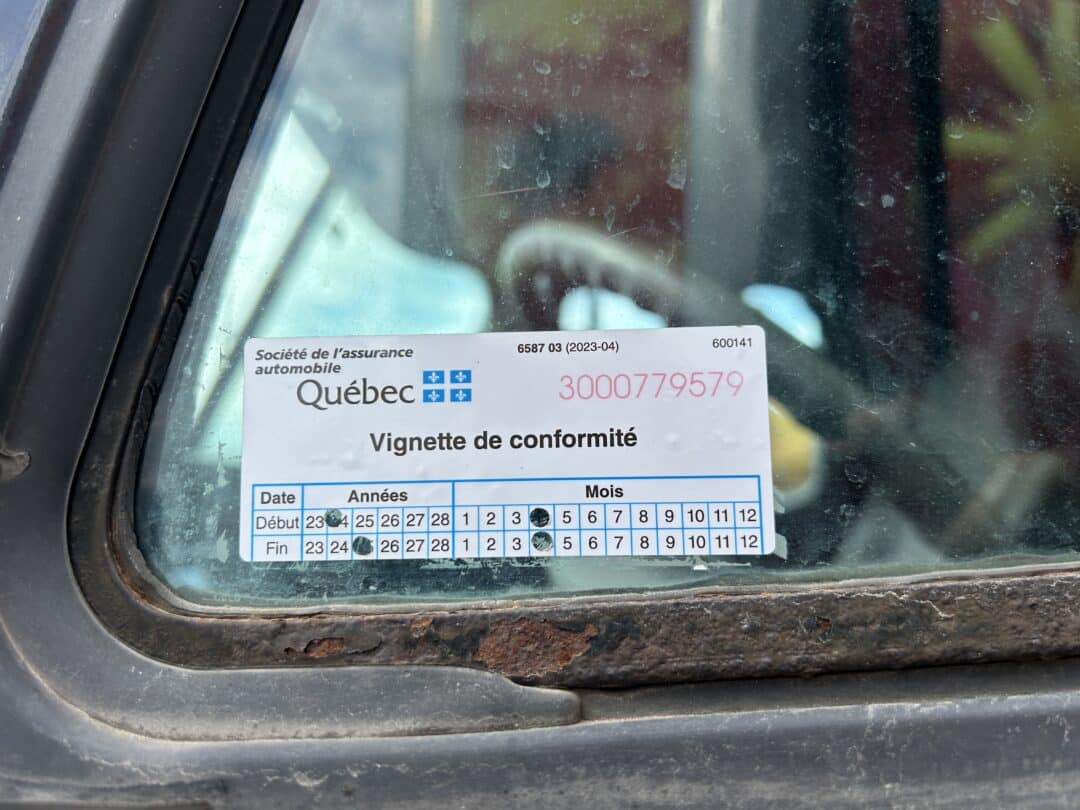 Société de l'assurance
automobile
Québec
6587 03 (2023-04)
600141
3000779579
Vignette de conformité
Date Années Mois
Début 23 25 26 27 28 1 2 3 5 6 7 8 9 10 11 12
Fin 23 24 26 27 28 1 2 3 5 6 7 8 9 10 11 12